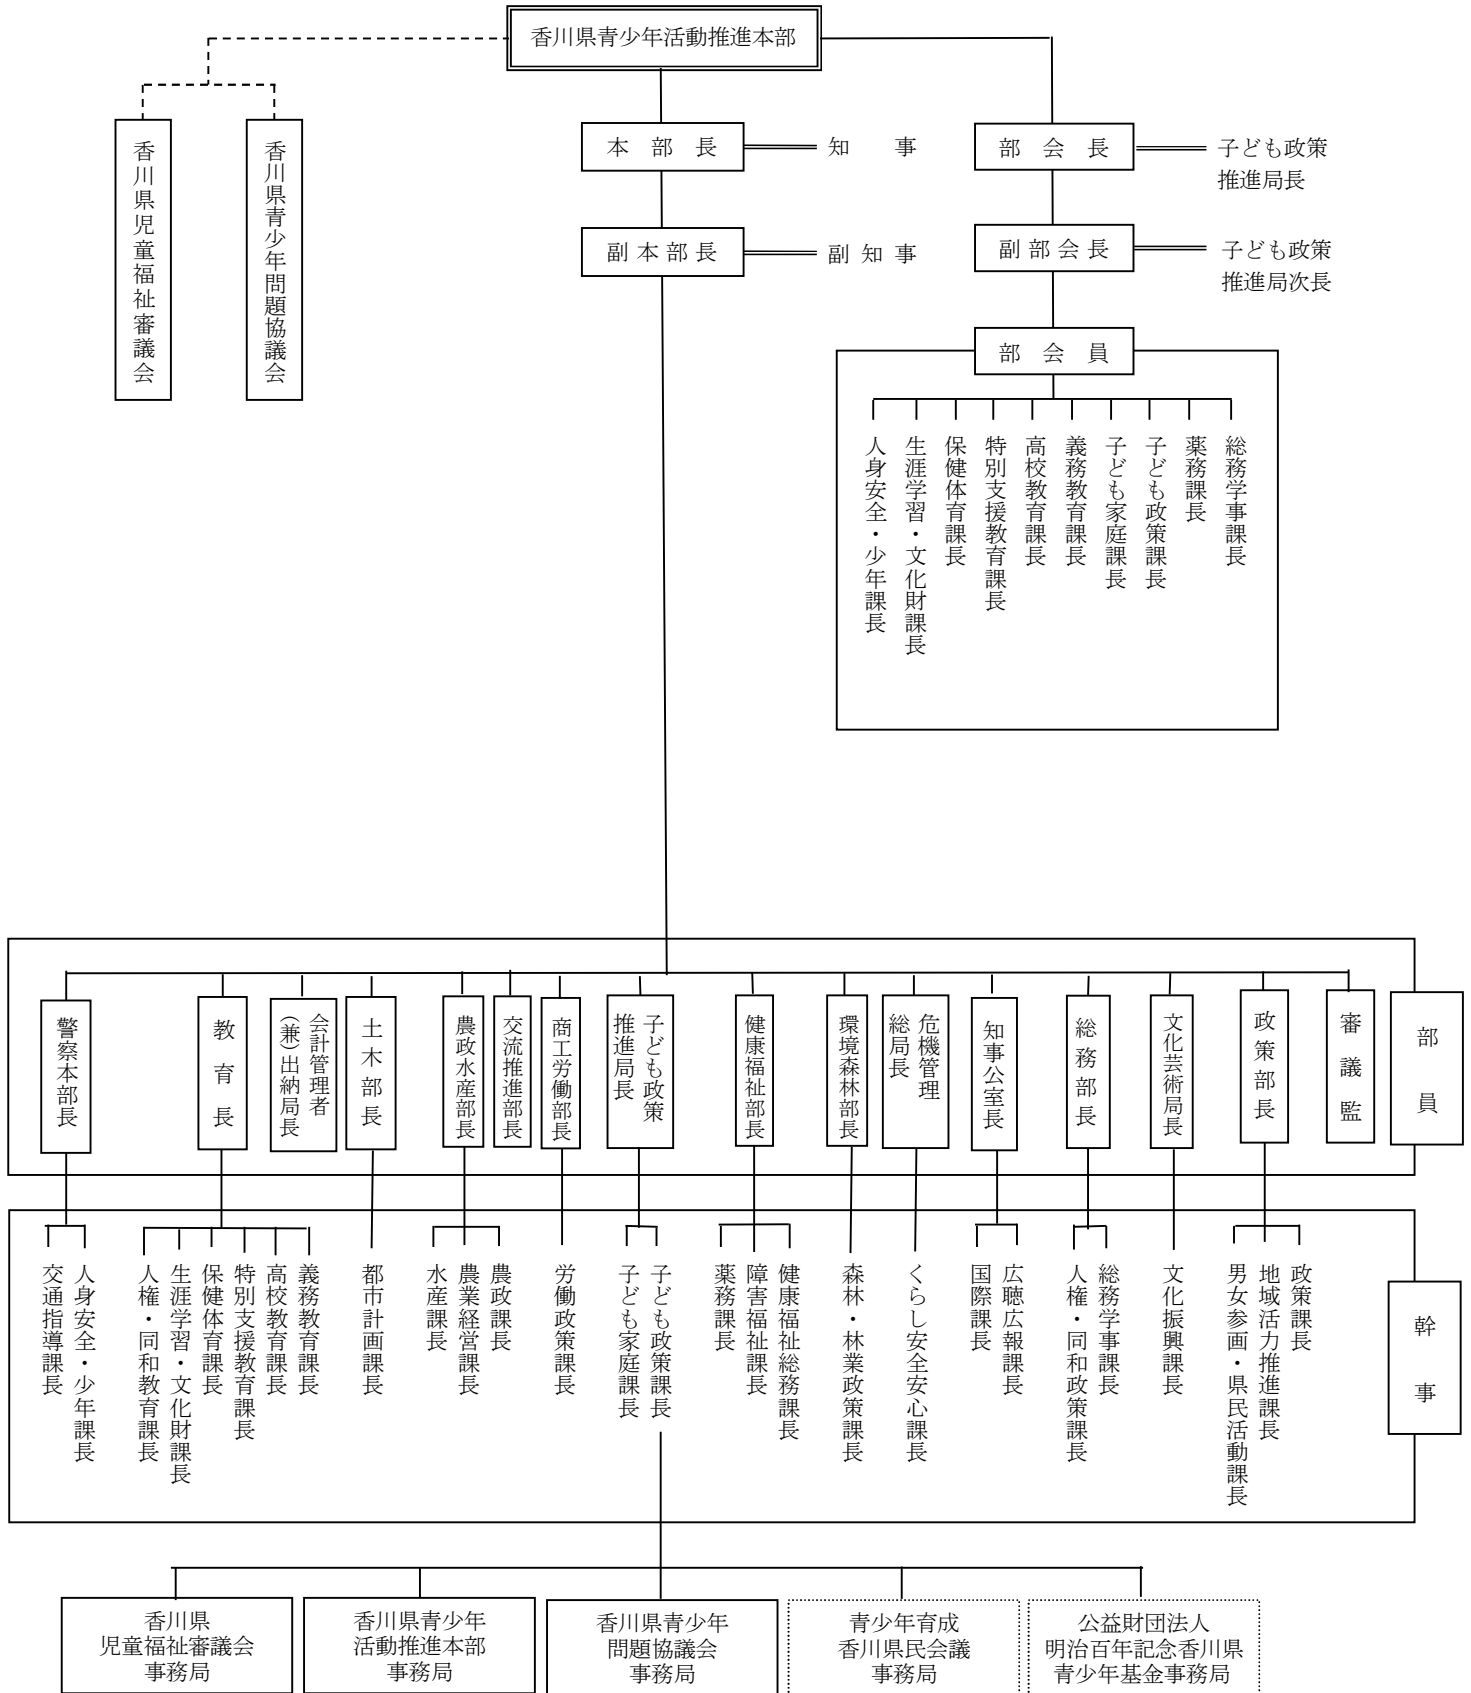 香川県青少年活動推進本部
香川県児童福祉審議会
香川県青少年問題協議会
本部長
知事
副本部長
副知事
部会長
子ども政策
推進局長
副部会長
子ども政策
推進局次長
部会員
総務学事課長
薬務課長
子ども政策課長
子ども家庭課長
義務教育課長
高校教育課長
特別支援教育課長
保健体育課長
生涯学習・文化財課長
人身安全・少年課長
部員
審議監
政策部長
文化芸術局長
総務部長
知事公室長
危機管理
総局長
環境森林部長
健康福祉部長
子ども政策
推進局長
商工労働部長
交流推進部長
農政水産部長
土木部長
会計管理者
(兼)出納局長
教育長
警察本部長
幹事
政策課長
地域活力推進課長
男女参画・県民活動課長
文化振興課長
総務学事課長
人権・同和政策課長
広聴広報課長
国際課長
くらし安全安心課長
森林・林業政策課長
健康福祉総務課長
障害福祉課長
薬務課長
子ども政策課長
子ども家庭課長
労働政策課長
農政課長
農業経営課長
水産課長
都市計画課長
義務教育課長
高校教育課長
特別支援教育課長
保健体育課長
生涯学習・文化財課長
人権・同和教育課長
人身安全・少年課長
交通指導課長
香川県
児童福祉審議会
事務局
香川県青少年
活動推進本部
事務局
香川県青少年
問題協議会
事務局
青少年育成
香川県民会議
事務局
公益財団法人
明治百年記念香川県
青少年基金事務局